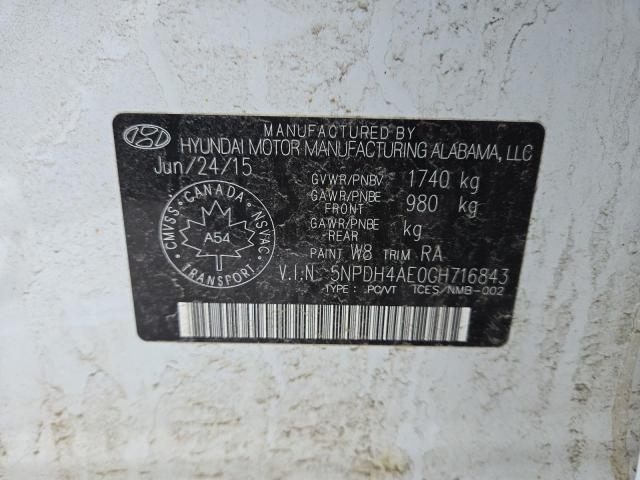 MANUFACTURED BY
HYUNDAI MOTOR MANUFACTURING ALABAMA, LLC
Jun/24/15
GVWR/PNBV 1740 kg
GAWR/PNBE FRONT 980 kg
GAWR/PNBE REAR kg
PAINT W8 TRIM RA
V.I.N. 5NPDH4AE0GH716843
TYPE : PC/VT ICES/NMB-002
CANADA
CMVSS NSVAC
A54
TRANSPORT